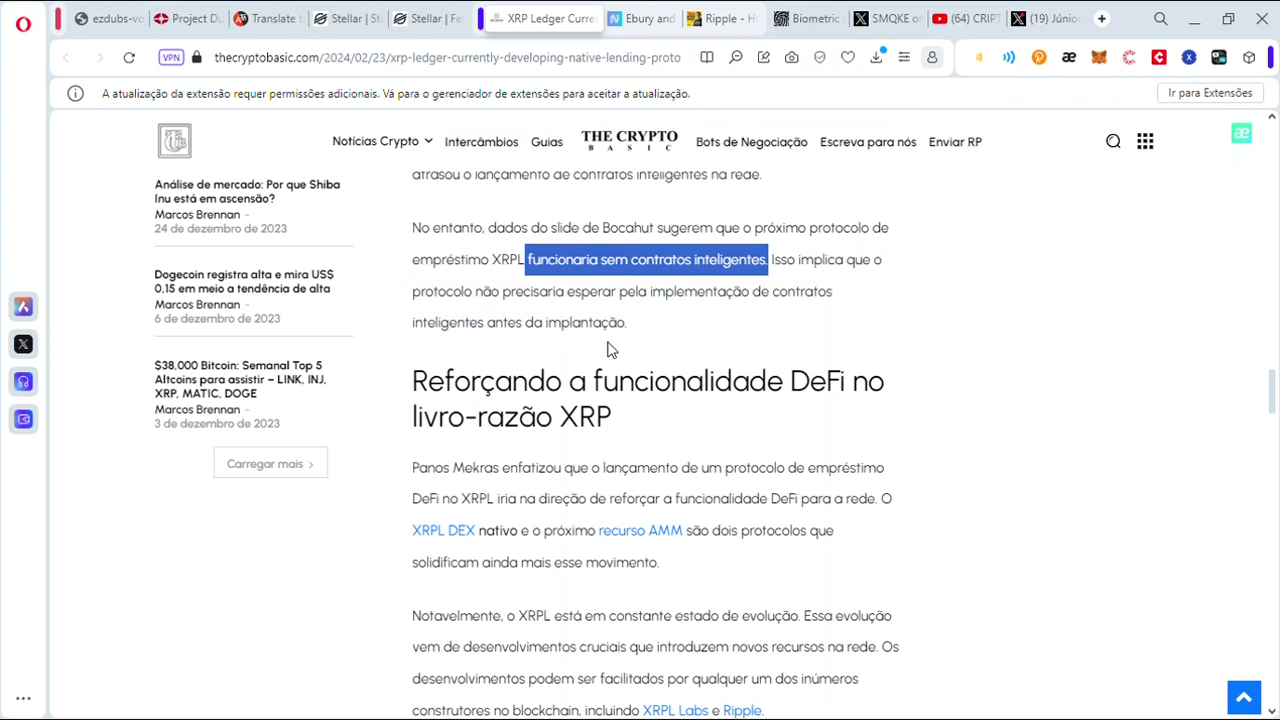 ezdubs-vo
Project Du
Translate t
Stellar | St
Stellar | Fe
XRP Ledger Curre
Ebury and
Ripple - H
Biometric
SMQKE on
(64) CRIPT
(19) Júnior
VPN
thecryptobasic.com/2024/02/23/xrp-ledger-currently-developing-native-lending-proto
A atualização da extensão requer permissões adicionais. Vá para o gerenciador de extensões para aceitar a atualização.
Ir para Extensões
Notícias Crypto
Intercâmbios
Guias
THE CRYPTO
BASIC
Bots de Negociação
Escreva para nós
Enviar RP
Análise de mercado: Por que Shiba
Inu está em ascensão?
Marcos Brennan -
24 de dezembro de 2023
Dogecoin registra alta e mira US$
0,15 em meio a tendência de alta
Marcos Brennan -
6 de dezembro de 2023
$38,000 Bitcoin: Semanal Top 5
Altcoins para assistir – LINK, INJ,
XRP, MATIC, DOGE
Marcos Brennan -
3 de dezembro de 2023
Carregar mais
atrasou o lançamento de contratos inteligentes na rede.
No entanto, dados do slide de Bocahut sugerem que o próximo protocolo de
empréstimo XRPL funcionaria sem contratos inteligentes. Isso implica que o
protocolo não precisaria esperar pela implementação de contratos
inteligentes antes da implantação.
Reforçando a funcionalidade DeFi no
livro-razão XRP
Panos Mekras enfatizou que o lançamento de um protocolo de empréstimo
DeFi no XRPL iria na direção de reforçar a funcionalidade DeFi para a rede. O
XRPL DEX nativo e o próximo recurso AMM são dois protocolos que
solidificam ainda mais esse movimento.
Notavelmente, o XRPL está em constante estado de evolução. Essa evolução
vem de desenvolvimentos cruciais que introduzem novos recursos na rede. Os
desenvolvimentos podem ser facilitados por qualquer um dos inúmeros
construtores no blockchain, incluindo XRPL Labs e Ripple.